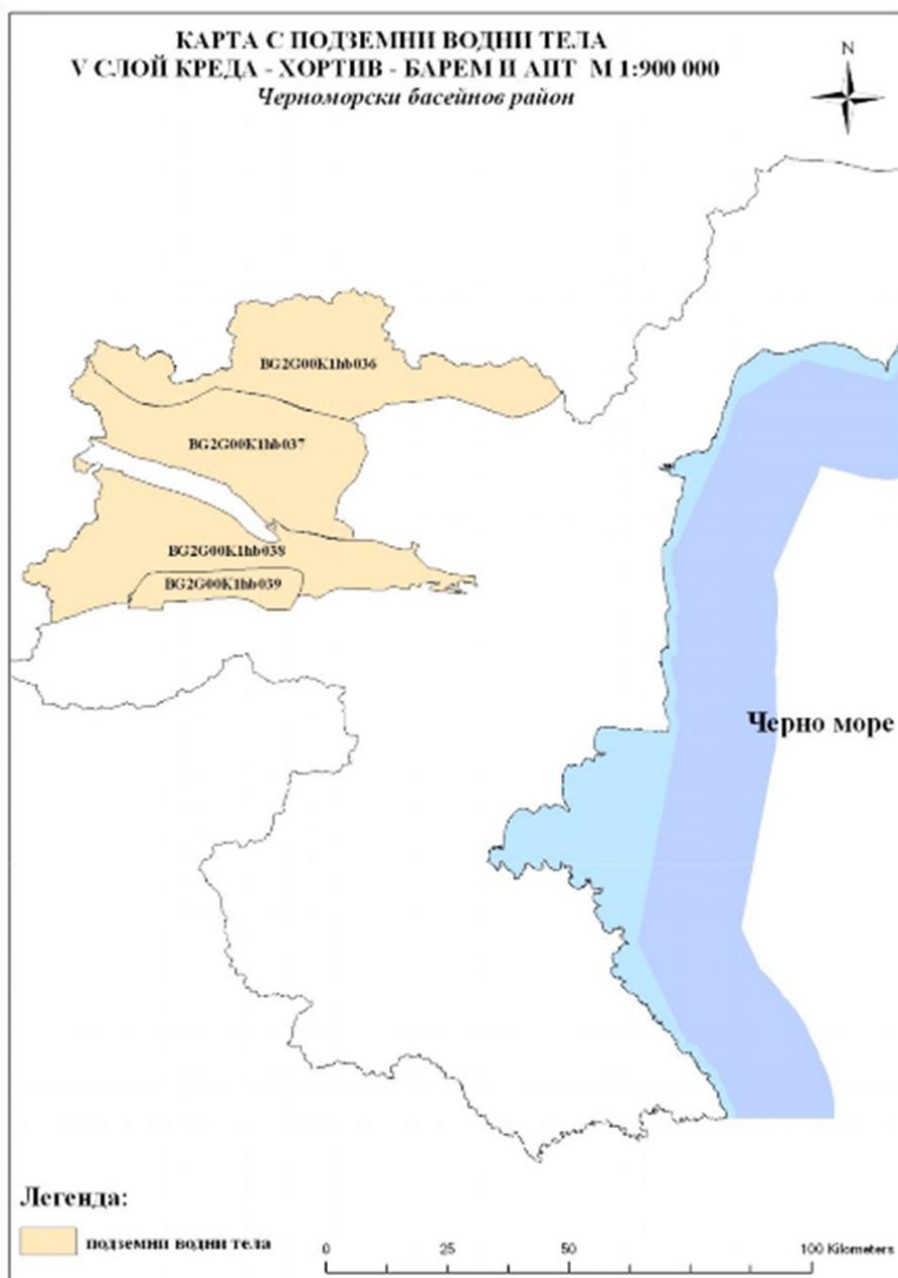 КАРТА С ПОДЗЕМНИ ВОДНИ ТЕЛА
V СЛОЙ КРЕДА - ХОРТИВ - БАРЕМ И АПТ М 1:900 000
Черноморски басейнов район
N
BG2G00K1hb036
BG2G00K1hb037
BG2G00K1hb038
BG2G00K1hb039
Черно море
Легенда:
подземни водни тела
0 25 50 100 Kilometers